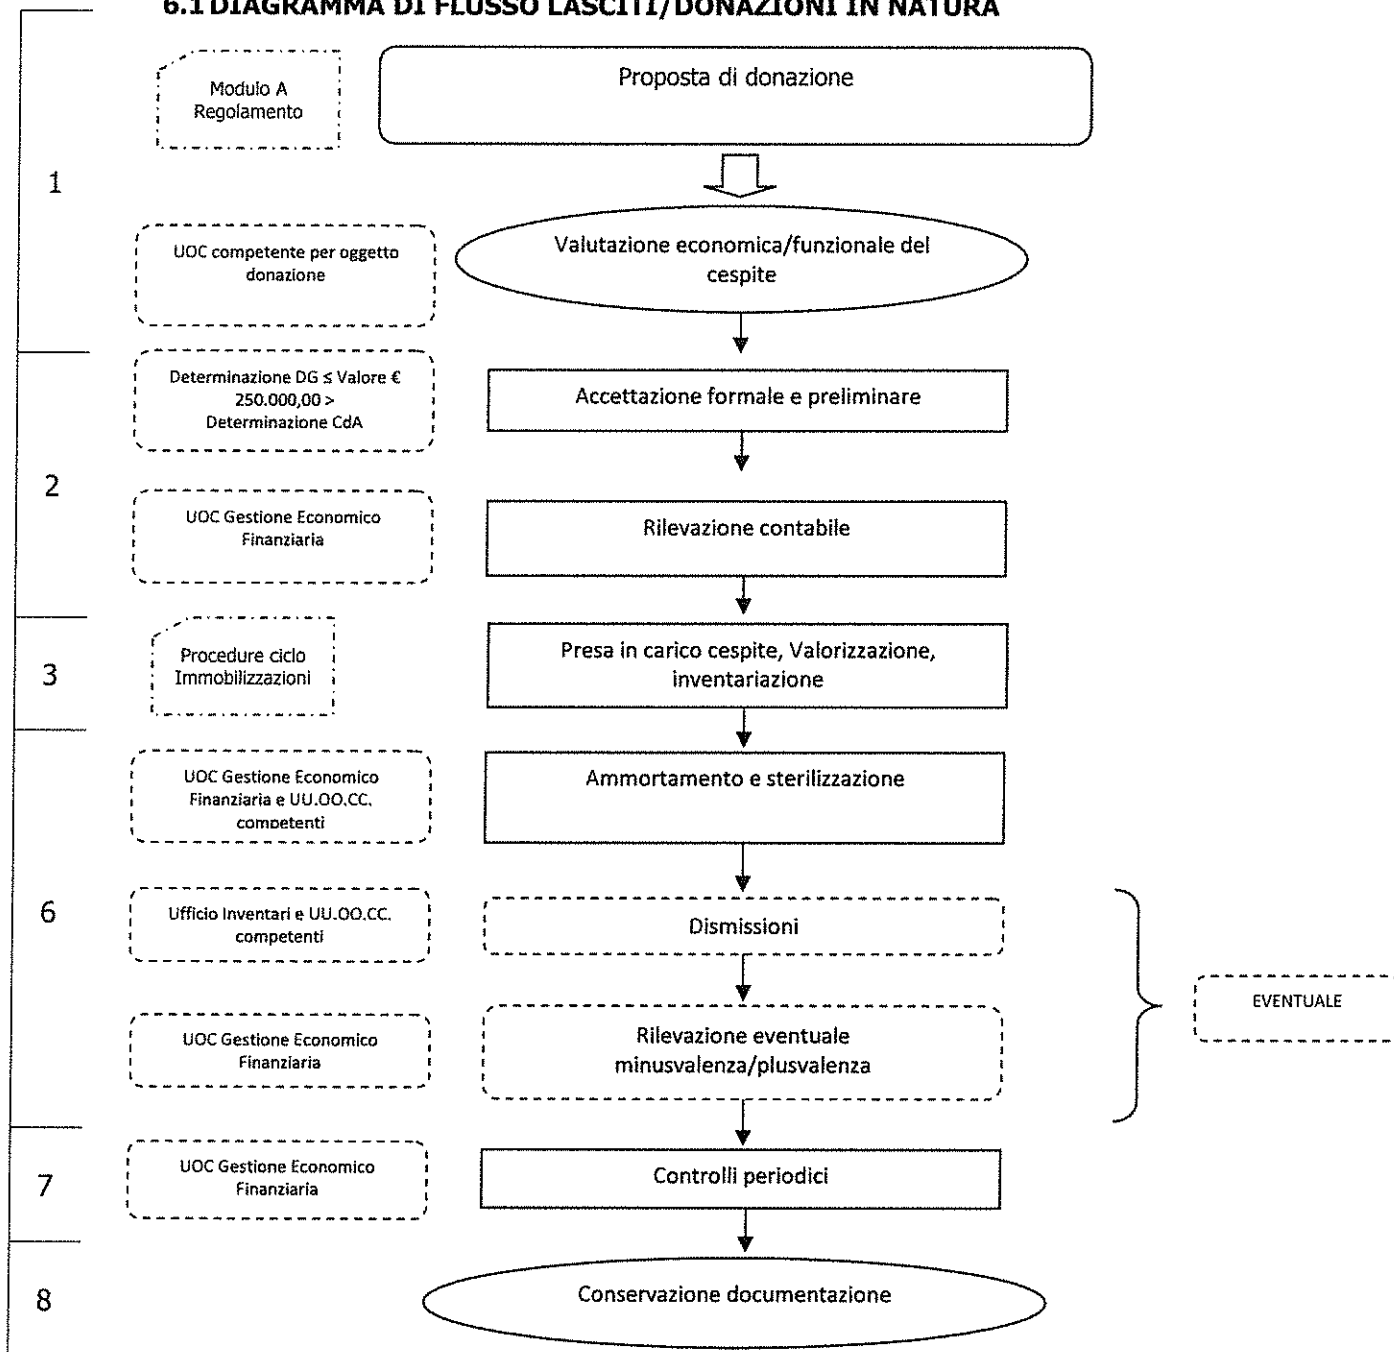 6.1 DIAGRAMMA DI FLUSSO LASCITI/DONAZIONI IN NATURA
Modulo A
Regolamento
Proposta di donazione
1
UOC competente per oggetto
donazione
Valutazione economica/funzionale del
cespite
Determinazione DG ≤ Valore €
250.000,00 >
Determinazione CdA
Accettazione formale e preliminare
2
UOC Gestione Economico
Finanziaria
Rilevazione contabile
3
Procedure ciclo
Immobilizzazioni
Presa in carico cespite, Valorizzazione,
inventariazione
UOC Gestione Economico
Finanziaria e UU.OO.CC.
competenti
Ammortamento e sterilizzazione
6
Ufficio Inventari e UU.OO.CC.
competenti
Dismissioni
EVENTUALE
UOC Gestione Economico
Finanziaria
Rilevazione eventuale
minusvalenza/plusvalenza
7
UOC Gestione Economico
Finanziaria
Controlli periodici
8
Conservazione documentazione